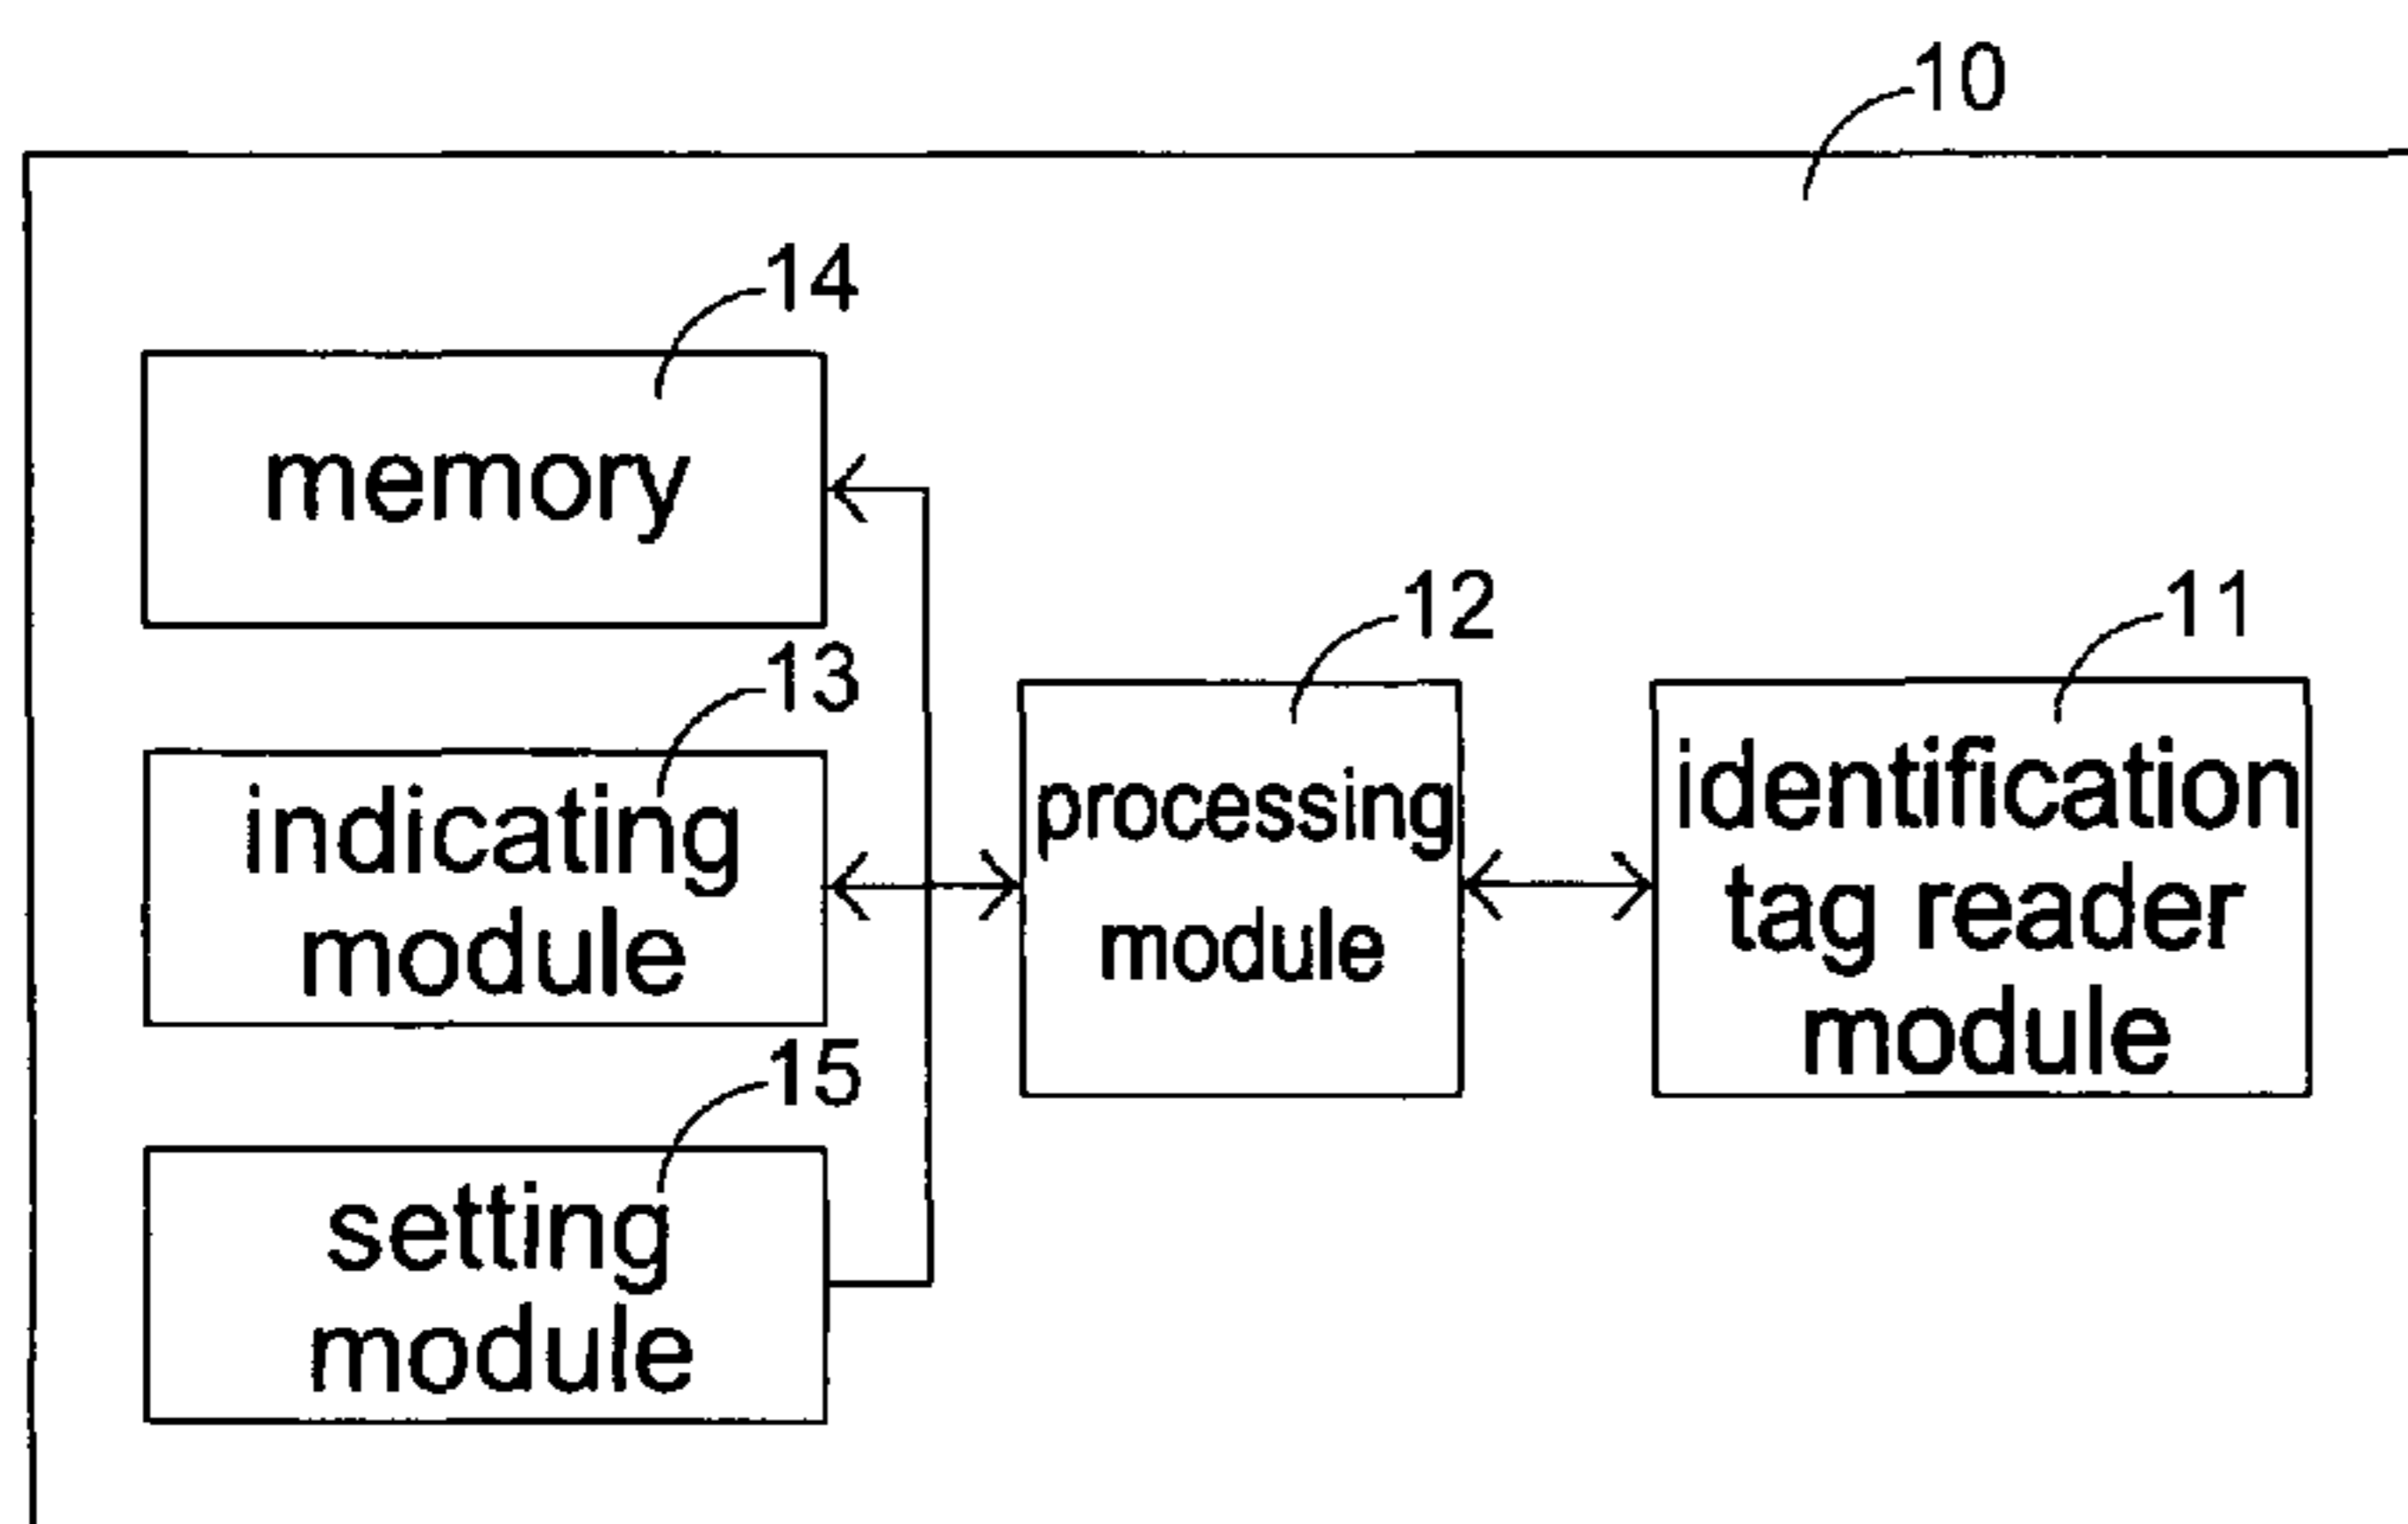 10
14
memory
13
indicating
module
15
setting
module
12
processing
module
11
identification
tag reader
module